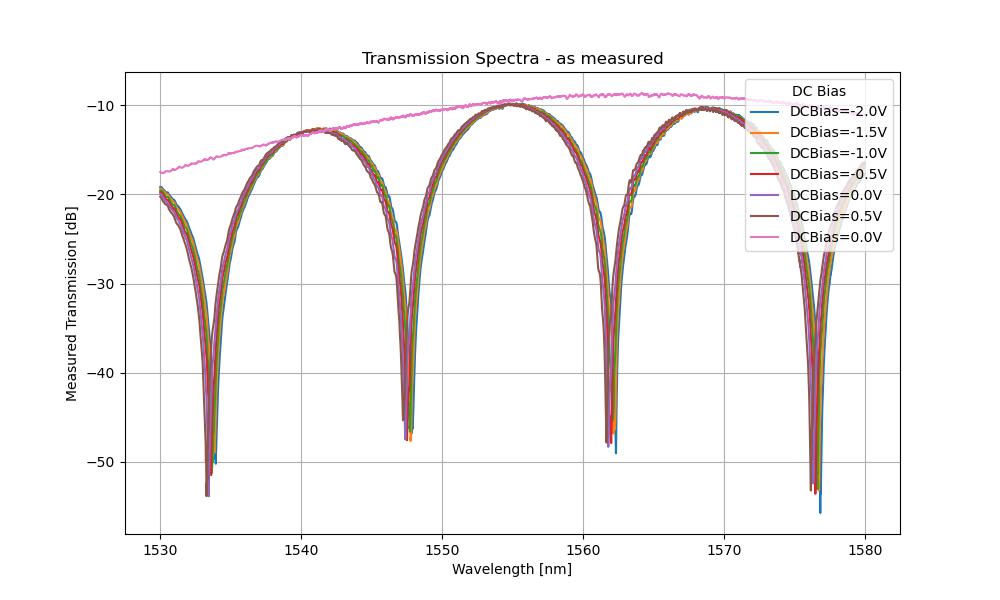 Transmission Spectra - as measured
DC Bias
DCBias=-2.0V
DCBias=-1.5V
DCBias=-1.0V
DCBias=-0.5V
DCBias=0.0V
DCBias=0.5V
DCBias=0.0V
Measured Transmission [dB]
−10
−20
−30
−40
−50
1530 1540 1550 1560 1570 1580
Wavelength [nm]